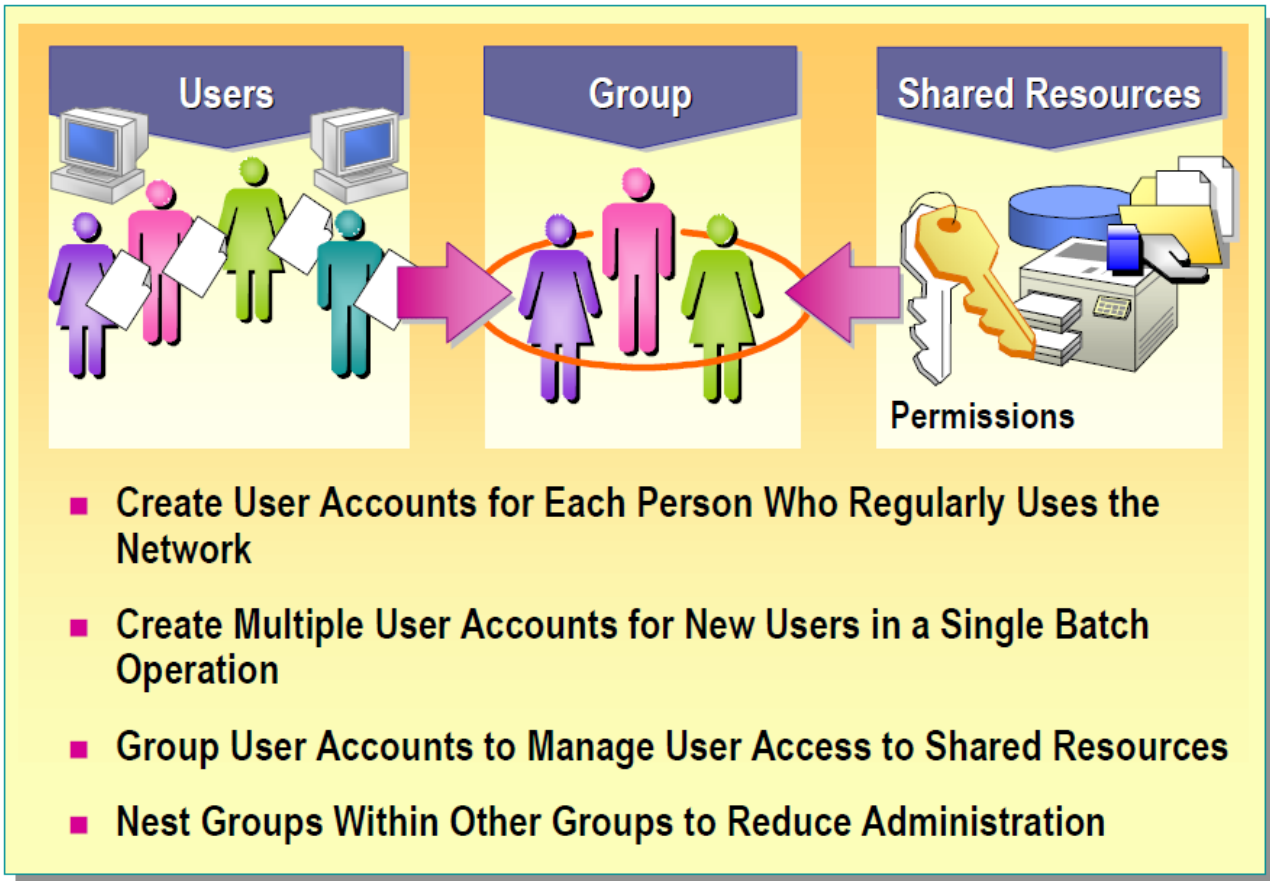 Users
Group
Shared Resources
Permissions
Create User Accounts for Each Person Who Regularly Uses the
Network
Create Multiple User Accounts for New Users in a Single Batch
Operation
Group User Accounts to Manage User Access to Shared Resources
Nest Groups Within Other Groups to Reduce Administration